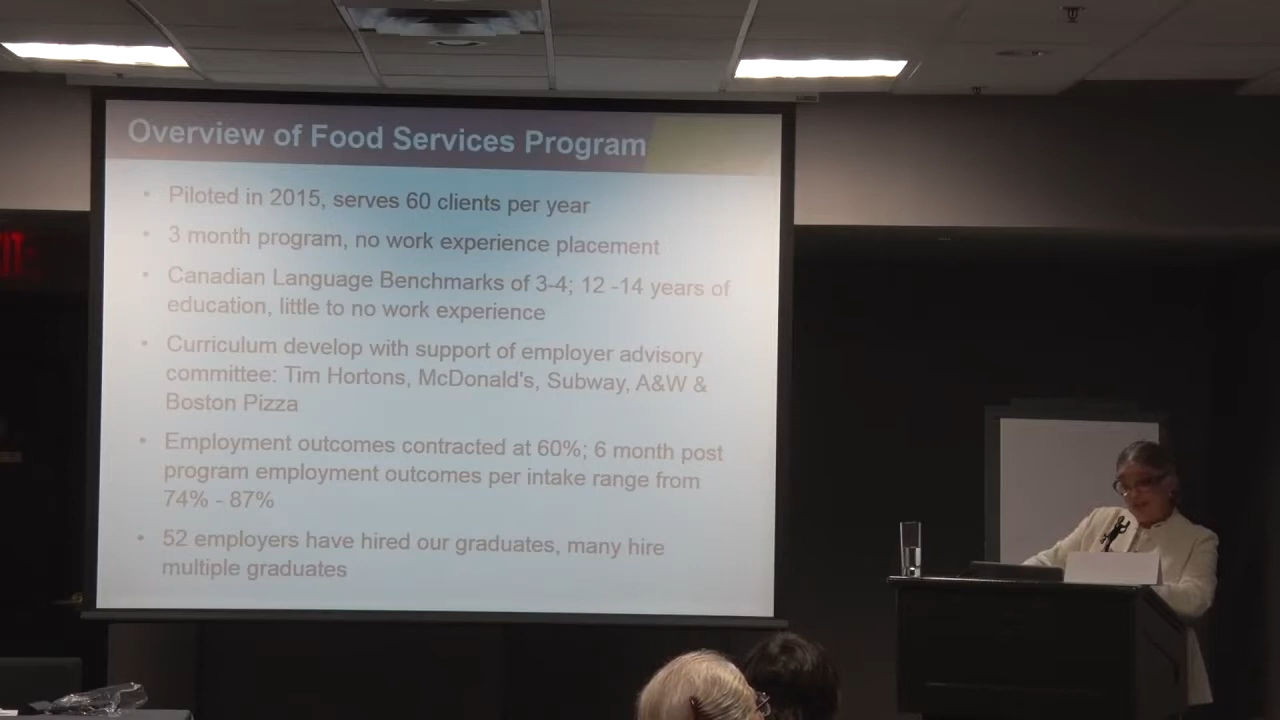 Overview of Food Services Program
• Piloted in 2015, serves 60 clients per year
• 3 month program, no work experience placement
• Canadian Language Benchmarks of 3-4; 12 -14 years of
education, little to no work experience
• Curriculum develop with support of employer advisory
committee: Tim Hortons, McDonald's, Subway, A&W &
Boston Pizza
• Employment outcomes contracted at 60%; 6 month post
program employment outcomes per intake range from
74% - 87%
• 52 employers have hired our graduates, many hire
multiple graduates